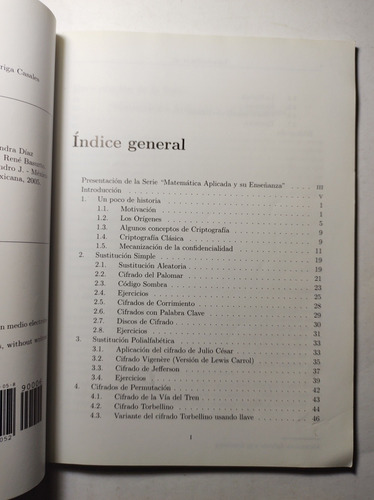 riga Casales
ndra Díaz
René
ndro J. - México
exicana, 2005.
n medio
s, without
Índice general
Presentación de la Serie "Matemática Aplicada y su Enseñanza" . . . III
Introducción . . . V
1. Un poco de historia . . . 1
1.1. Motivación . . . 1
1.2. Los Orígenes . . . 5
1.3. Algunos conceptos de Criptografía . . . 9
1.4. Criptografía Clásica . . . 9
1.5. Mecanización de la confidencialidad . . . 11
2. Sustitución Simple . . . 19
2.1. Sustitución Aleatoria . . . 19
2.2. Cifrado del Palomar . . . 21
2.3. Código Sombra . . . 21
2.4. Ejercicios . . . 23
2.5. Cifrados de Corrimiento . . . 25
2.6. Cifrados con Palabra Clave . . . 28
2.7. Discos de Cifrado . . . 29
2.8. Ejercicios . . . 31
3. Sustitución Polialfabética . . . 33
3.1. Aplicación del cifrado de Julio César . . . 33
3.2. Cifrado Vigenère (Versión de Lewis Carrol) . . . 35
3.3. Cifrado de Jefferson . . . 39
3.4. Ejercicios . . . 42
4. Cifrados de Permutación . . . 43
4.1. Cifrado de la Vía del Tren . . . 43
4.2. Cifrado Torbellino . . . 44
4.3. Variante del cifrado Torbellino usando llave . . . 46
I